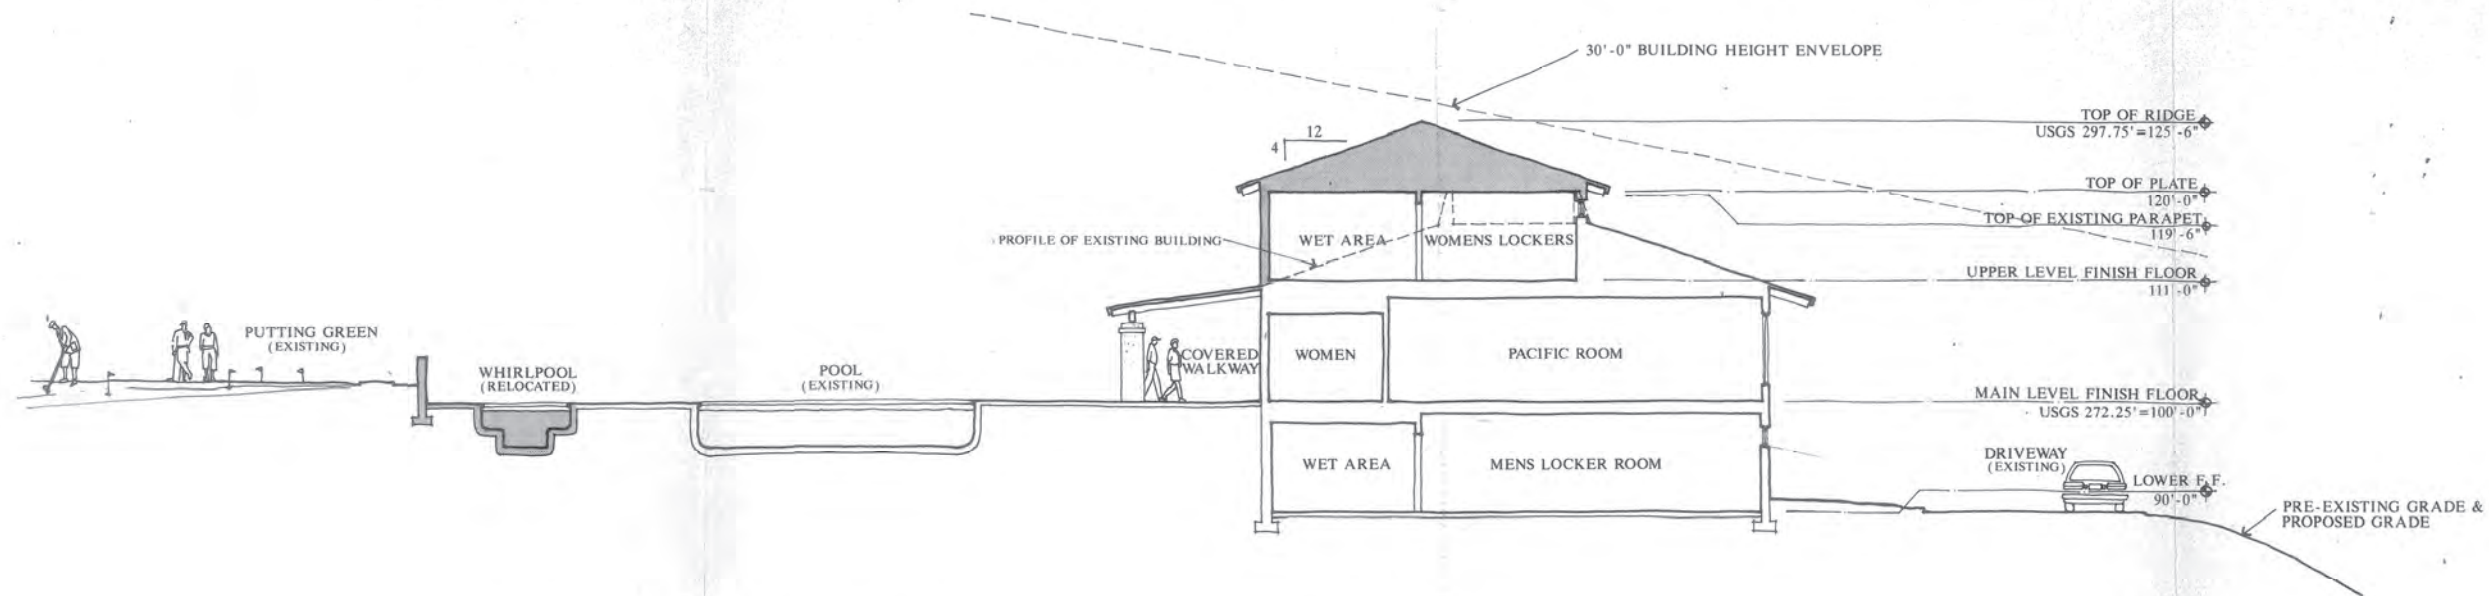 30'-0" BUILDING HEIGHT ENVELOPE
TOP OF RIDGE
USGS 297.75'=125'-6"
12
4
TOP OF PLATE
120'-0"
TOP OF EXISTING PARAPET
119'-6"
PROFILE OF EXISTING BUILDING
WET AREA
WOMENS LOCKERS
UPPER LEVEL FINISH FLOOR
111'-0"
PUTTING GREEN
(EXISTING)
WHIRLPOOL
(RELOCATED)
POOL
(EXISTING)
COVERED
WALKWAY
WOMEN
PACIFIC ROOM
MAIN LEVEL FINISH FLOOR
USGS 272.25'=100'-0"
WET AREA
MENS LOCKER ROOM
DRIVEWAY
(EXISTING)
LOWER F.F.
90'-0"
PRE-EXISTING GRADE &
PROPOSED GRADE